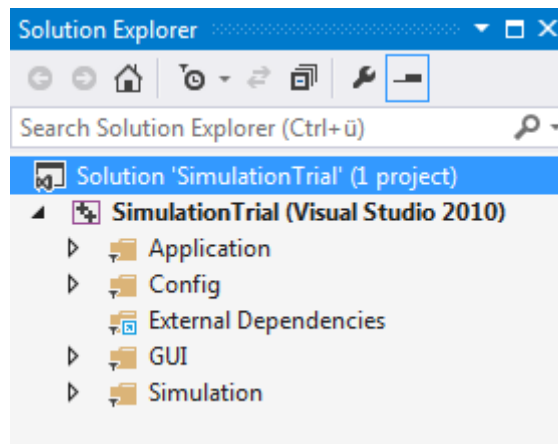 Solution Explorer
Search Solution Explorer (Ctrl+ü)
Solution 'SimulationTrial' (1 project)
SimulationTrial (Visual Studio 2010)
Application
Config
External Dependencies
GUI
Simulation